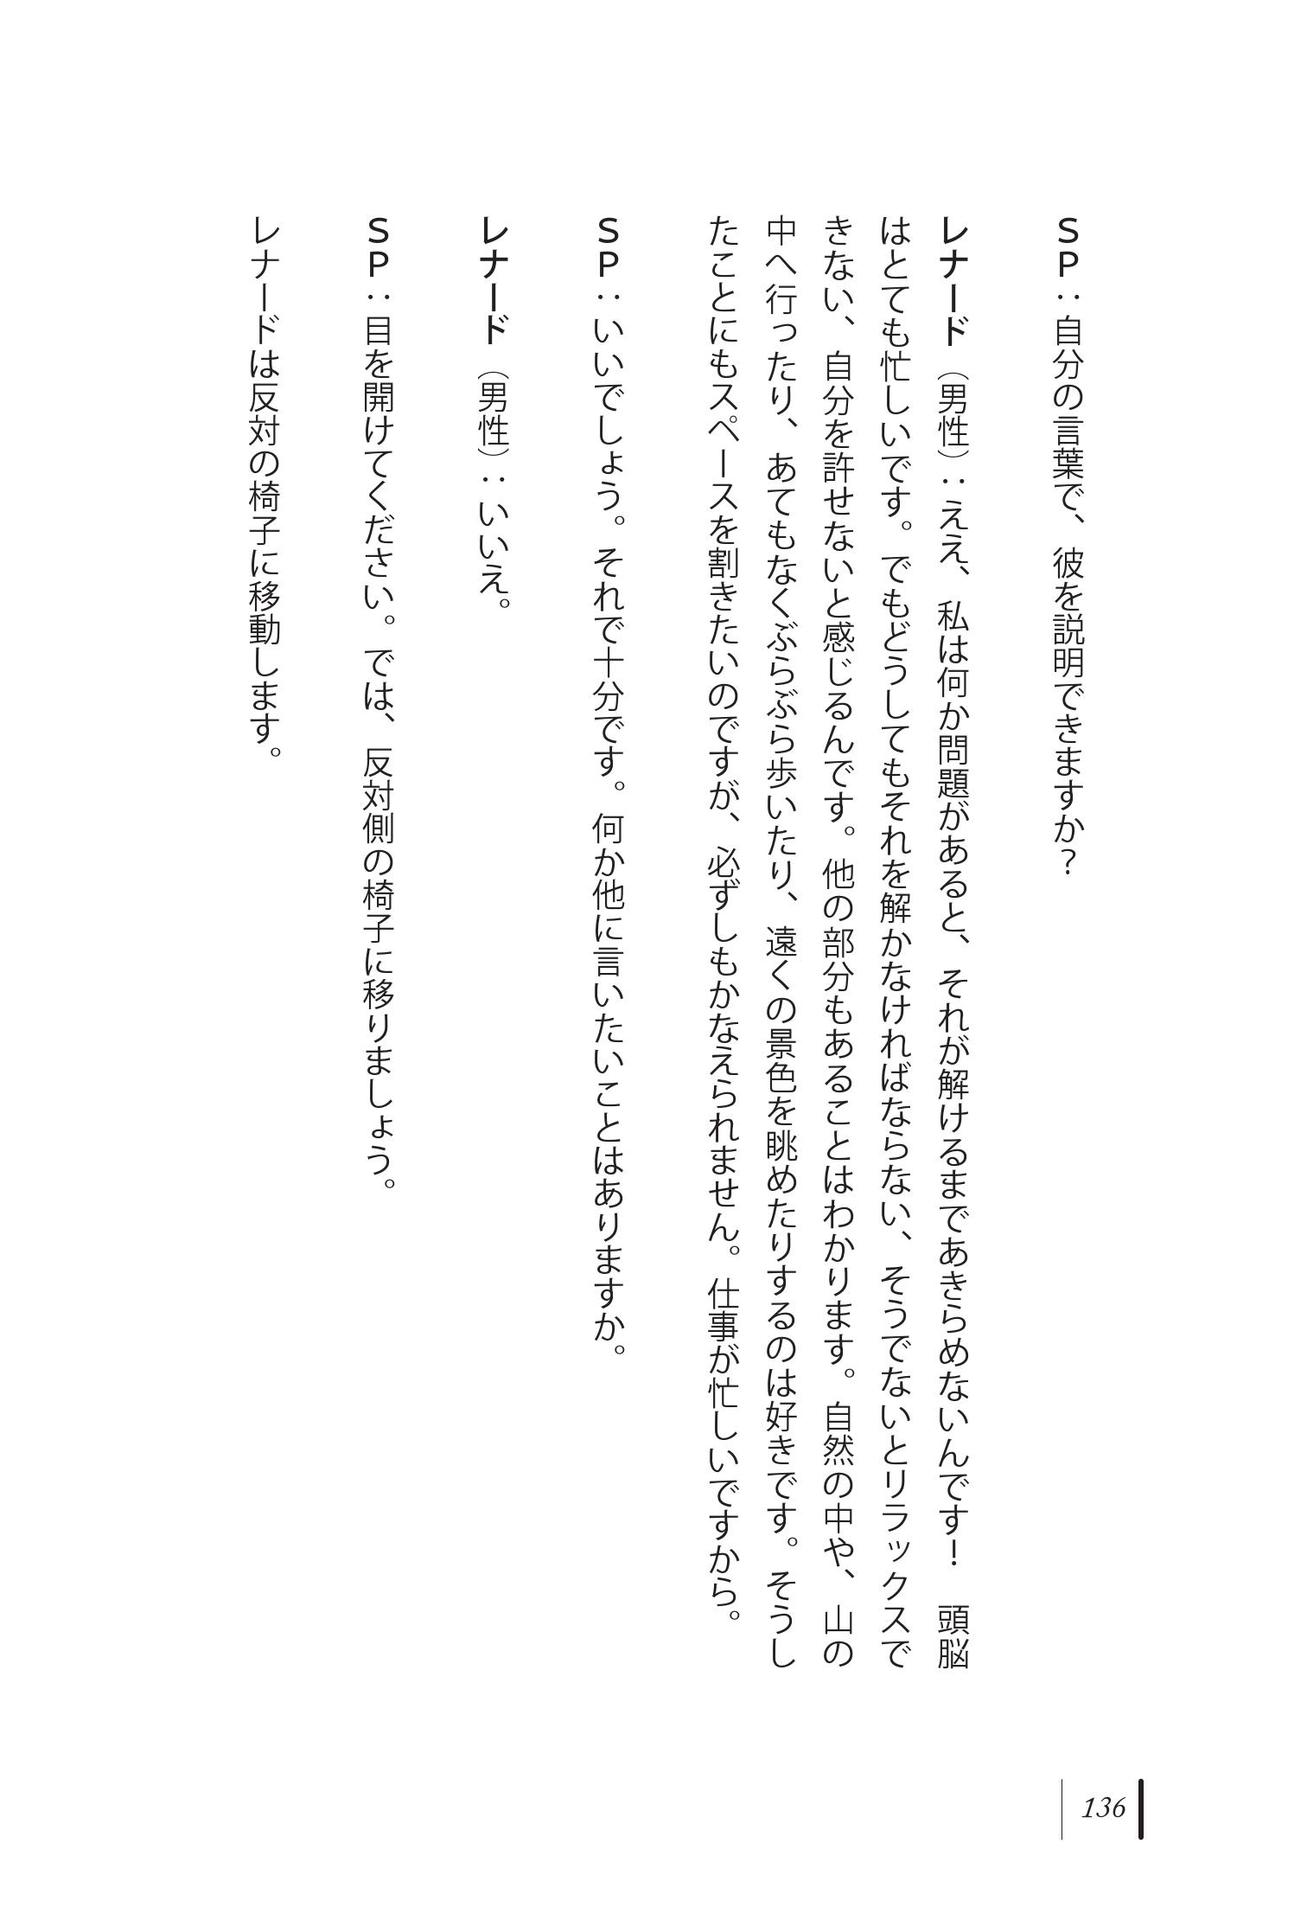 ＳＰ：自分の言葉で、彼を説明できますか？
レナード（男性）：ええ、私は何か問題があると、それが解けるまであきらめないんです！　頭脳
はとても忙しいです。でもどうしてもそれを解かなければならない、そうでないとリラックスで
きない、自分を許せないと感じるんです。他の部分もあることはわかります。自然の中や、山の
中へ行ったり、あてもなくぶらぶら歩いたり、遠くの景色を眺めたりするのは好きです。そうし
たことにもスペースを割きたいのですが、必ずしもかなえられません。仕事が忙しいですから。
ＳＰ：いいでしょう。それで十分です。何か他に言いたいことはありますか。
レナード（男性）：いいえ。
ＳＰ：目を開けてください。では、反対側の椅子に移りましょう。
レナードは反対の椅子に移動します。
136